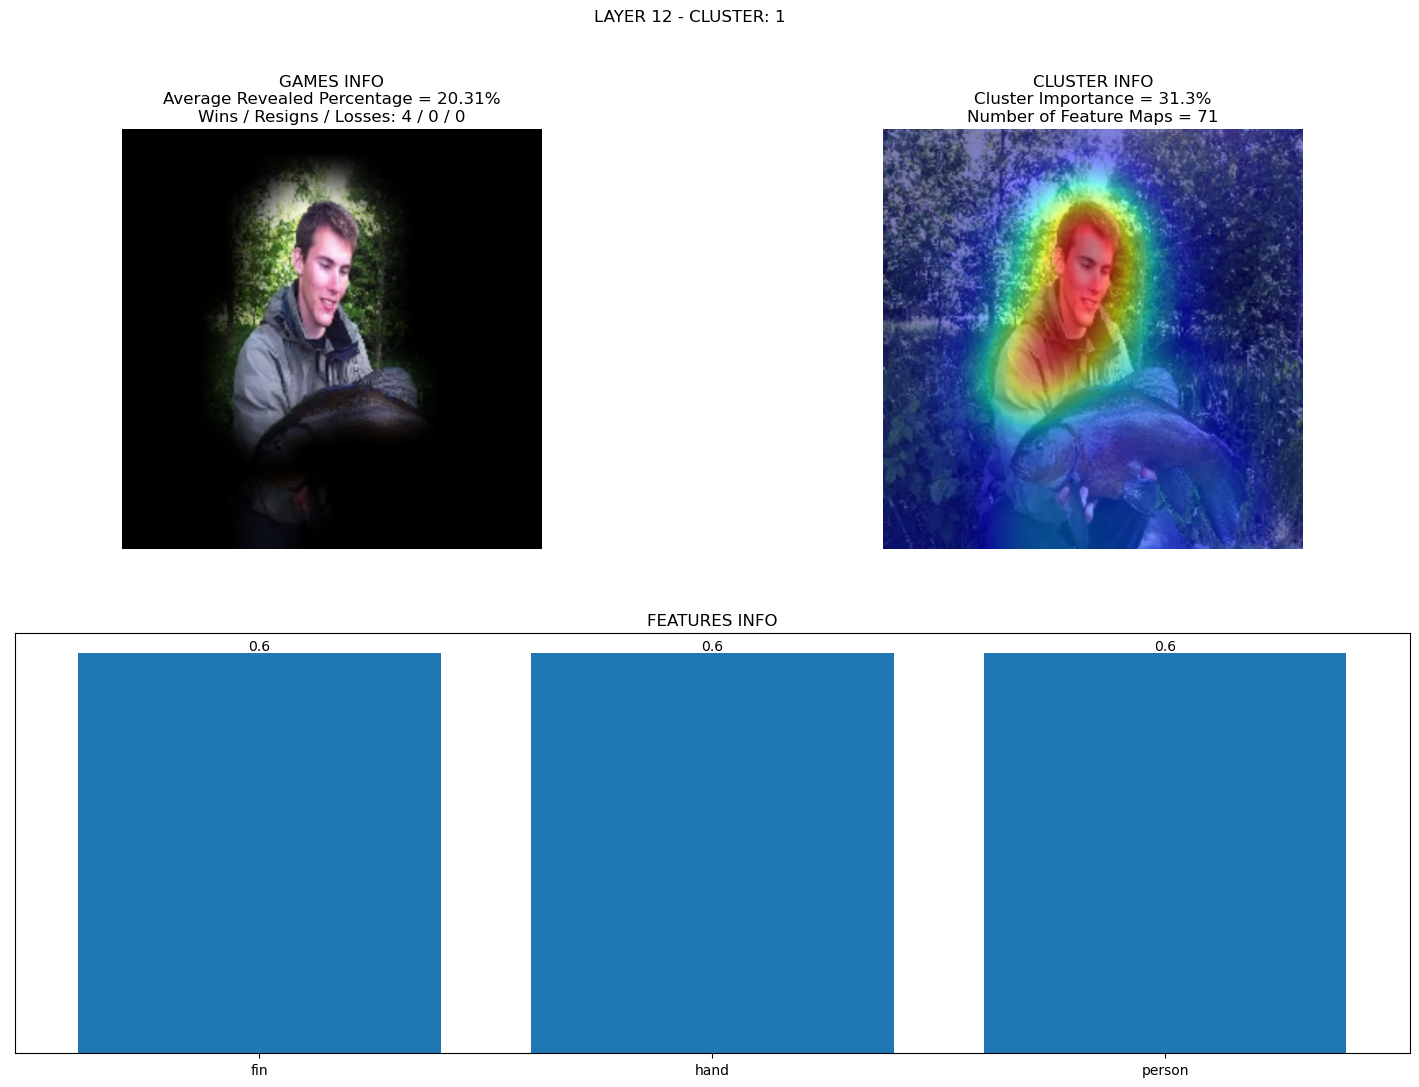 LAYER 12 - CLUSTER: 1
GAMES INFO
Average Revealed Percentage = 20.31%
Wins / Resigns / Losses: 4 / 0 / 0
CLUSTER INFO
Cluster Importance = 31.3%
Number of Feature Maps = 71
FEATURES INFO
0.6
0.6
0.6
fin
hand
person